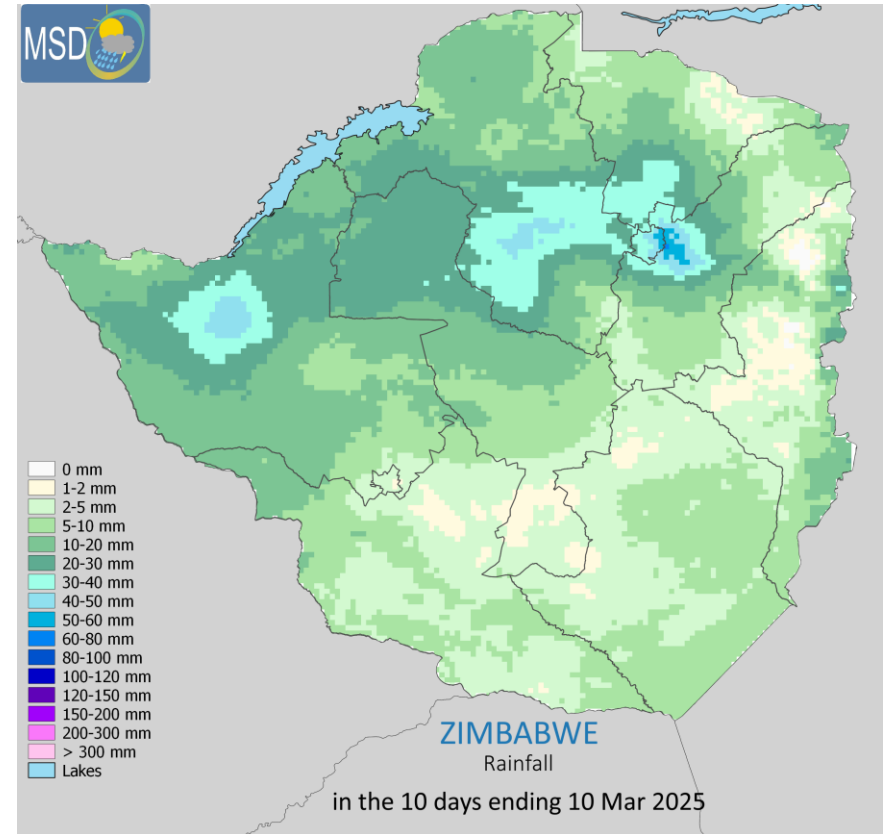 MSD
0 mm
1-2 mm
2-5 mm
5-10 mm
10-20 mm
20-30 mm
30-40 mm
40-50 mm
50-60 mm
60-80 mm
80-100 mm
100-120 mm
120-150 mm
150-200 mm
200-300 mm
> 300 mm
Lakes
ZIMBABWE
Rainfall
in the 10 days ending 10 Mar 2025